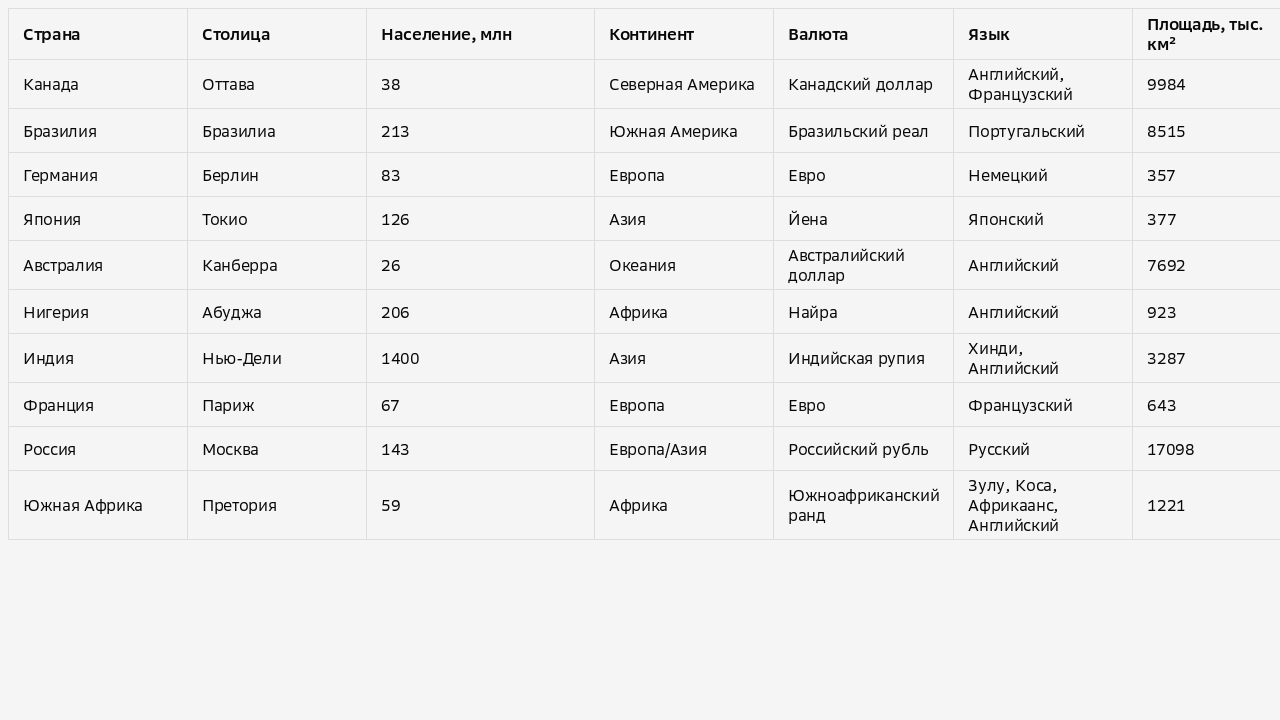 Страна Столица Население, млн Континент Валюта Язык Площадь, тыс. км²
Канада Оттава 38 Северная Америка Канадский доллар Английский, Французский 9984
Бразилия Бразилиа 213 Южная Америка Бразильский реал Португальский 8515
Германия Берлин 83 Европа Евро Немецкий 357
Япония Токио 126 Азия Йена Японский 377
Австралия Канберра 26 Океания Австралийский доллар Английский 7692
Нигерия Абуджа 206 Африка Найра Английский 923
Индия Нью-Дели 1400 Азия Индийская рупия Хинди, Английский 3287
Франция Париж 67 Европа Евро Французский 643
Россия Москва 143 Европа/Азия Российский рубль Русский 17098
Южная Африка Претория 59 Африка Южноафриканский ранд Зулу, Коса, Африкаанс, Английский 1221